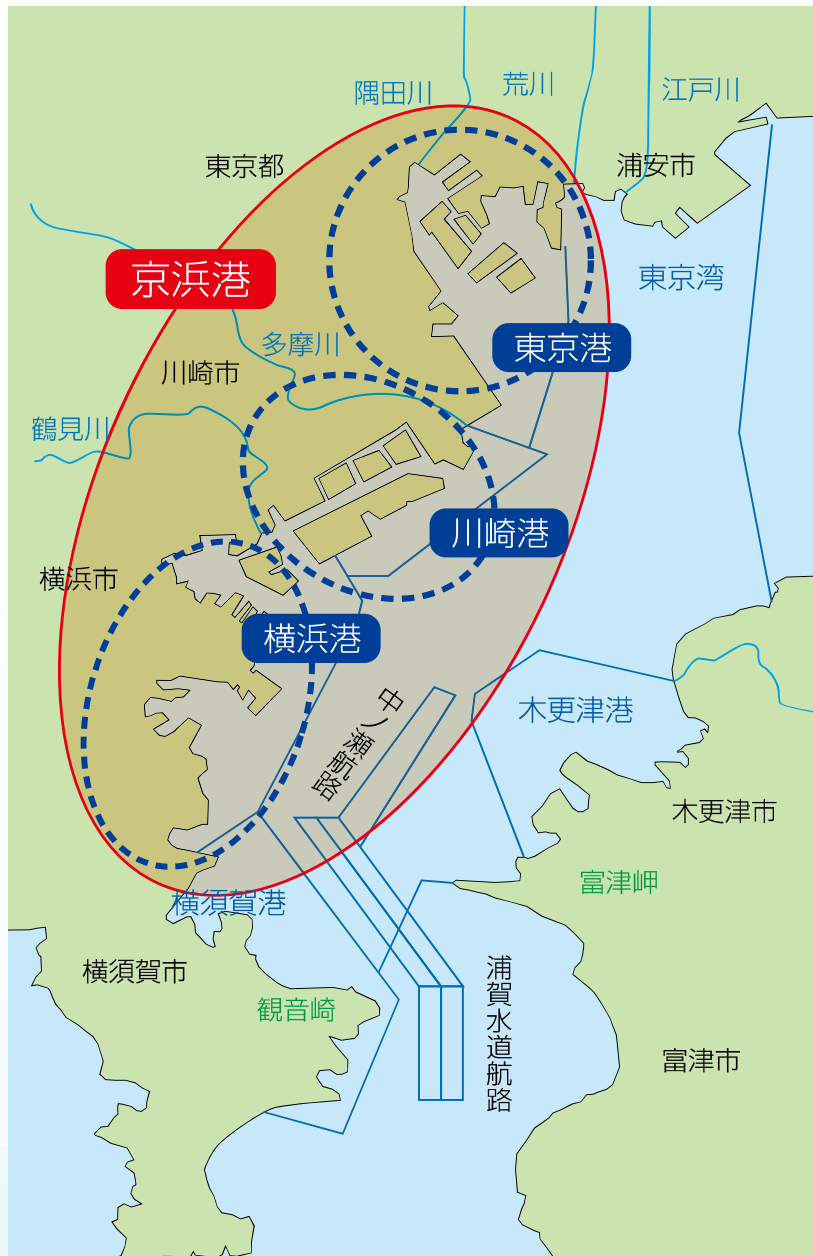 隅田川
荒川
江戸川
東京都
浦安市
京浜港
東京湾
多摩川
東京港
川崎市
鶴見川
川崎港
横浜市
横浜港
中ノ瀬航路
木更津港
木更津市
富津岬
横須賀港
横須賀市
観音崎
浦賀水道航路
富津市